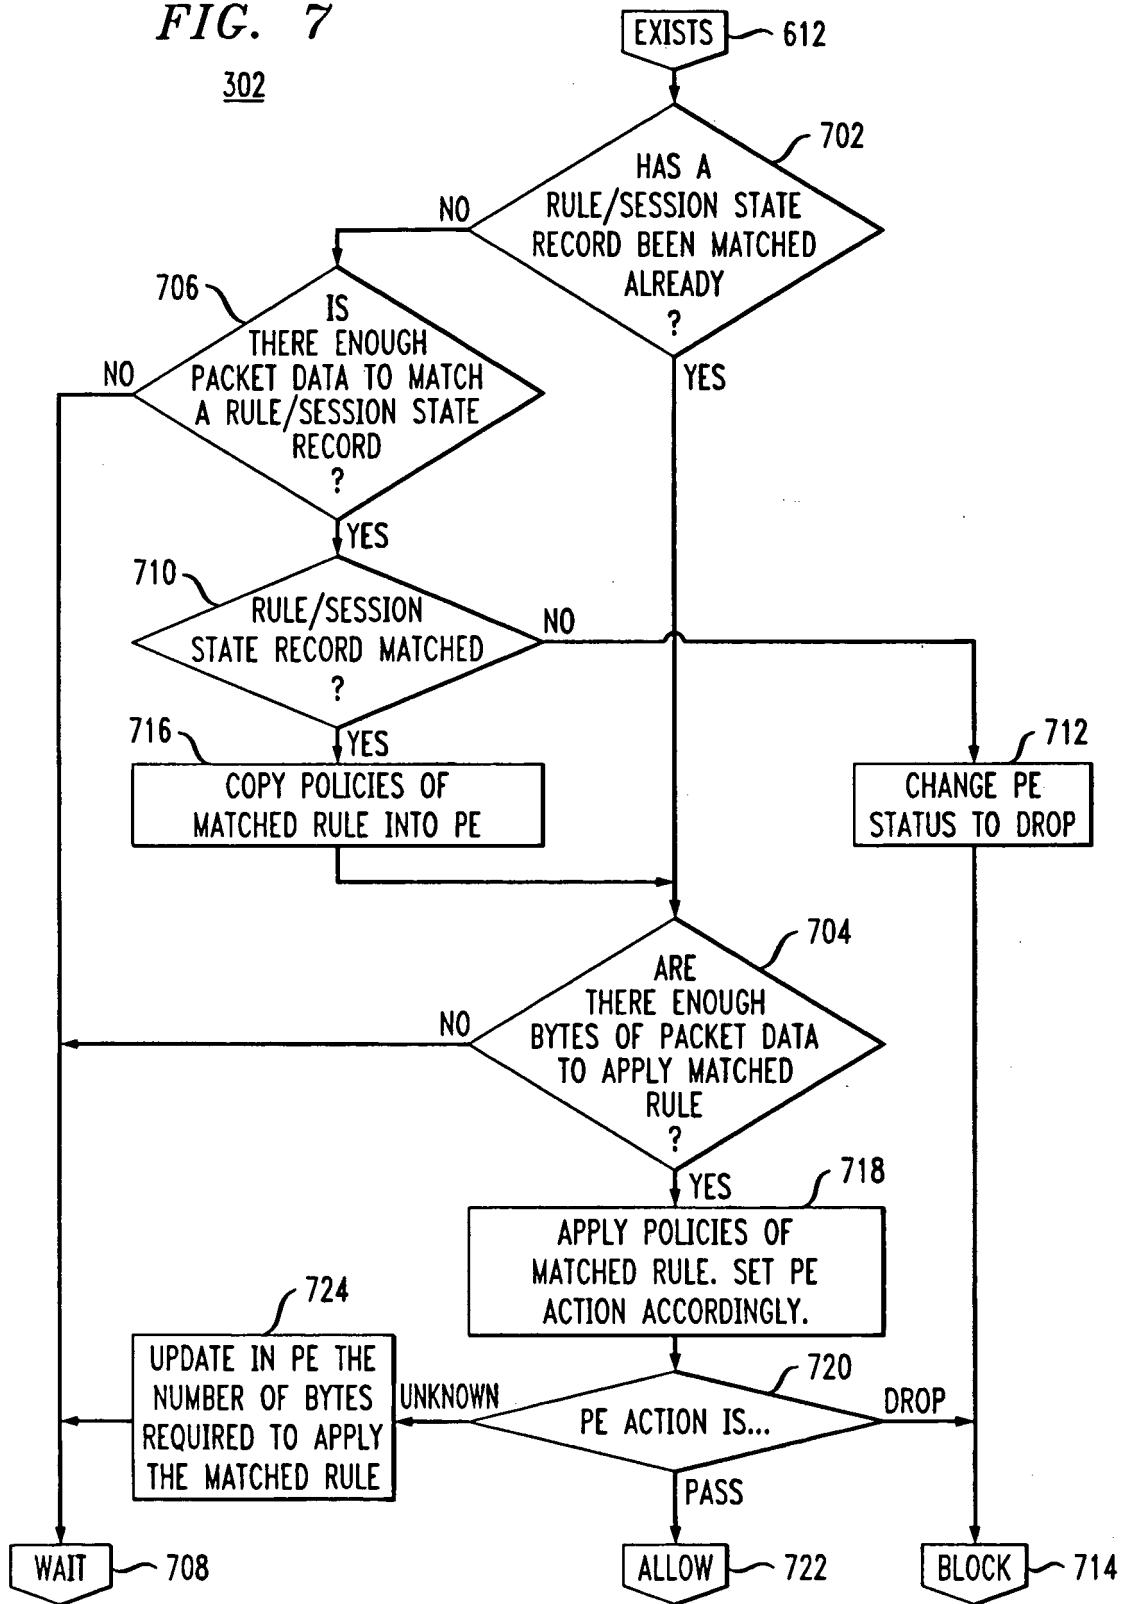 FIG. 7
302
EXISTS
612
702
HAS A
RULE/SESSION STATE
RECORD BEEN MATCHED
ALREADY
?
NO
YES
706
IS
THERE ENOUGH
PACKET DATA TO MATCH
A RULE/SESSION STATE
RECORD
?
NO
YES
710
RULE/SESSION
STATE RECORD MATCHED
?
NO
YES
716
COPY POLICIES OF
MATCHED RULE INTO PE
712
CHANGE PE
STATUS TO DROP
704
ARE
THERE ENOUGH
BYTES OF PACKET DATA
TO APPLY MATCHED
RULE
?
NO
YES
718
APPLY POLICIES OF
MATCHED RULE. SET PE
ACTION ACCORDINGLY.
724
UPDATE IN PE THE
NUMBER OF BYTES
REQUIRED TO APPLY
THE MATCHED RULE
UNKNOWN
720
PE ACTION IS...
DROP
PASS
WAIT
708
ALLOW
722
BLOCK
714